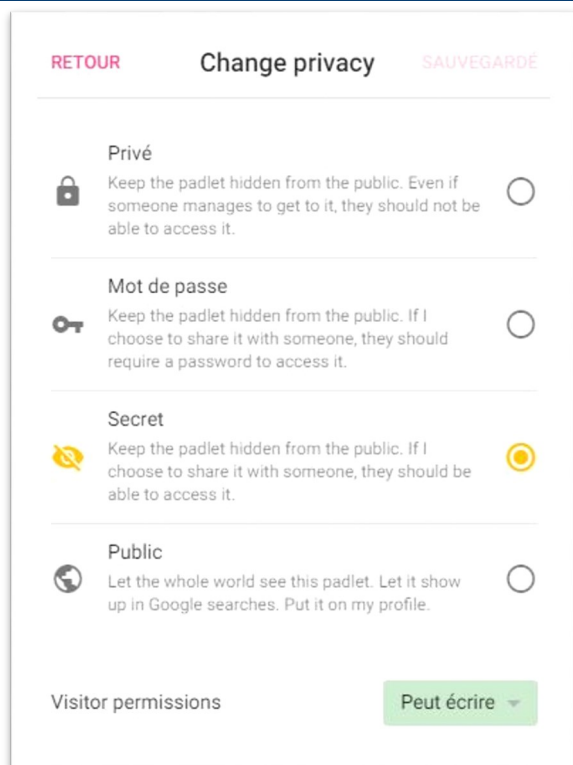 RETOUR Change privacy SAUVEGARDÉ
Privé
Keep the padlet hidden from the public. Even if
someone manages to get to it, they should not be
able to access it.
Mot de passe
Keep the padlet hidden from the public. If I
choose to share it with someone, they should
require a password to access it.
Secret
Keep the padlet hidden from the public. If I
choose to share it with someone, they should be
able to access it.
Public
Let the whole world see this padlet. Let it show
up in Google searches. Put it on my profile.
Visitor permissions Peut écrire